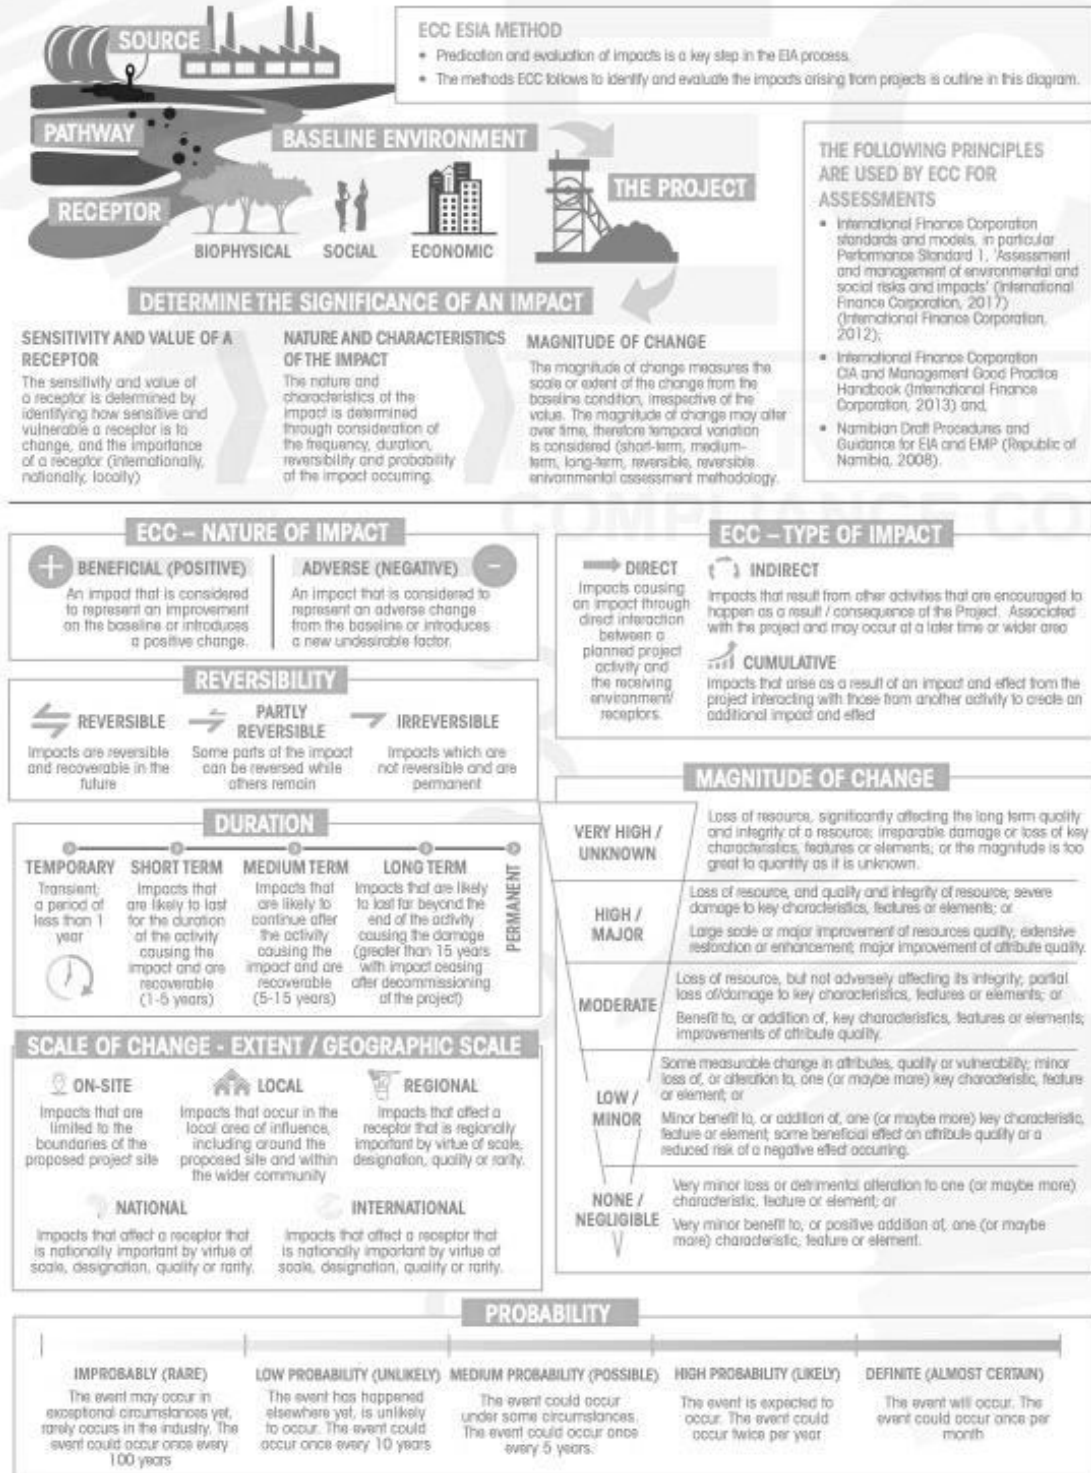 SOURCE
PATHWAY
RECEPTOR
BASELINE ENVIRONMENT
BIOPHYSICAL
SOCIAL
ECONOMIC
THE PROJECT
ECC ESIA METHOD
• Predication and evaluation of impacts is a key step in the EIA process.
• The methods ECC follows to identify and evaluate the impacts arising from projects is outline in this diagram.
THE FOLLOWING PRINCIPLES
ARE USED BY ECC FOR
ASSESSMENTS
• International Finance Corporation
standards and models, in particular
Performance Standard 1, 'Assessment
and management of environmental and
social risks and impacts' (International
Finance Corporation, 2017)
(International Finance Corporation,
2012);
• International Finance Corporation
CIA and Management Good Practice
Handbook (International Finance
Corporation, 2013) and,
• Namibian Draft Procedures and
Guidance for EIA and EMP (Republic of
Namibia, 2008).
DETERMINE THE SIGNIFICANCE OF AN IMPACT
SENSITIVITY AND VALUE OF A
RECEPTOR
The sensitivity and value of
a receptor is determined by
identifying how sensitive and
vulnerable a receptor is to
change, and the importance
of a receptor (internationally,
nationally, locally)
NATURE AND CHARACTERISTICS
OF THE IMPACT
The nature and
characteristics of the
impact is determined
through consideration of
the frequency, duration,
reversibility and probability
of the impact occurring.
MAGNITUDE OF CHANGE
The magnitude of change measures the
scale or extent of the change from the
baseline condition, irrespective of the
value. The magnitude of change may alter
over time, therefore temporal variation
is considered (short-term, medium-
term, long-term, reversible, reversible
environmental assessment methodology.
COMPLIANCE CO
ECC – NATURE OF IMPACT
+ BENEFICIAL (POSITIVE)
An impact that is considered
to represent an improvement
on the baseline or introduces
a positive change.
ADVERSE (NEGATIVE) -
An impact that is considered to
represent an adverse change
from the baseline or introduces
a new undesirable factor.
ECC – TYPE OF IMPACT
DIRECT
Impacts causing
an impact through
direct interaction
between a
planned project
activity and
the receiving
environment/
receptors.
INDIRECT
Impacts that result from other activities that are encouraged to
happen as a result / consequence of the Project. Associated
with the project and may occur at a later time or wider area
CUMULATIVE
Impacts that arise as a result of an impact and effect from the
project interacting with those from another activity to create an
additional impact and effect
REVERSIBILITY
REVERSIBLE
Impacts are reversible
and recoverable in the
future
PARTLY
REVERSIBLE
Some parts of the impact
can be reversed while
others remain
IRREVERSIBLE
Impacts which are
not reversible and are
permanent
DURATION
TEMPORARY
Transient;
a period of
less than 1
year
SHORT TERM
Impacts that
are likely to last
for the duration
of the activity
causing the
impact and are
recoverable
(1-5 years)
MEDIUM TERM
Impacts that
are likely to
continue after
the activity
causing the
impact and are
recoverable
(5-15 years)
LONG TERM
Impacts that are likely
to last far beyond the
end of the activity
causing the damage
(greater than 15 years
with impact ceasing
after decommissioning
of the project)
PERMANENT
SCALE OF CHANGE - EXTENT / GEOGRAPHIC SCALE
ON-SITE
Impacts that are
limited to the
boundaries of the
proposed project site
LOCAL
Impacts that occur in the
local area of influence,
including around the
proposed site and within
the wider community
REGIONAL
Impacts that affect a
receptor that is regionally
important by virtue of scale,
designation, quality or rarity.
NATIONAL
Impacts that affect a receptor that
is nationally important by virtue of
scale, designation, quality or rarity.
INTERNATIONAL
Impacts that affect a receptor that
is nationally important by virtue of
scale, designation, quality or rarity.
MAGNITUDE OF CHANGE
VERY HIGH /
UNKNOWN
Loss of resource, significantly affecting the long term quality
and integrity of a resource; irreparable damage or loss of key
characteristics, features or elements; or the magnitude is too
great to quantify as it is unknown.
HIGH /
MAJOR
Loss of resource, and quality and integrity of resource; severe
damage to key characteristics, features or elements; or
Large scale or major improvement of resources quality; extensive
restoration or enhancement; major improvement of attribute quality.
MODERATE
Loss of resource, but not adversely affecting its integrity; partial
loss of/damage to key characteristics, features or elements; or
Benefit to, or addition of, key characteristics, features or elements;
improvements of attribute quality.
LOW /
MINOR
Some measurable change in attributes, quality or vulnerability; minor
loss of, or alteration to, one (or maybe more) key characteristic, feature
or element; or
Minor benefit to, or addition of, one (or maybe more) key characteristic,
feature or element; some beneficial effect on attribute quality or a
reduced risk of a negative effect occurring.
NONE /
NEGLIGIBLE
Very minor loss or detrimental alteration to one (or maybe more)
characteristic, feature or element; or
Very minor benefit to, or positive addition of, one (or maybe
more) characteristic, feature or element.
PROBABILITY
IMPROBABLY (RARE)
The event may occur in
exceptional circumstances yet,
rarely occurs in the industry. The
event could occur once every
100 years
LOW PROBABILITY (UNLIKELY)
The event has happened
elsewhere yet, is unlikely
to occur. The event could
occur once every 10 years
MEDIUM PROBABILITY (POSSIBLE)
The event could occur
under some circumstances.
The event could occur once
every 5 years.
HIGH PROBABILITY (LIKELY)
The event is expected to
occur. The event could
occur twice per year
DEFINITE (ALMOST CERTAIN)
The event will occur. The
event could occur once per
month